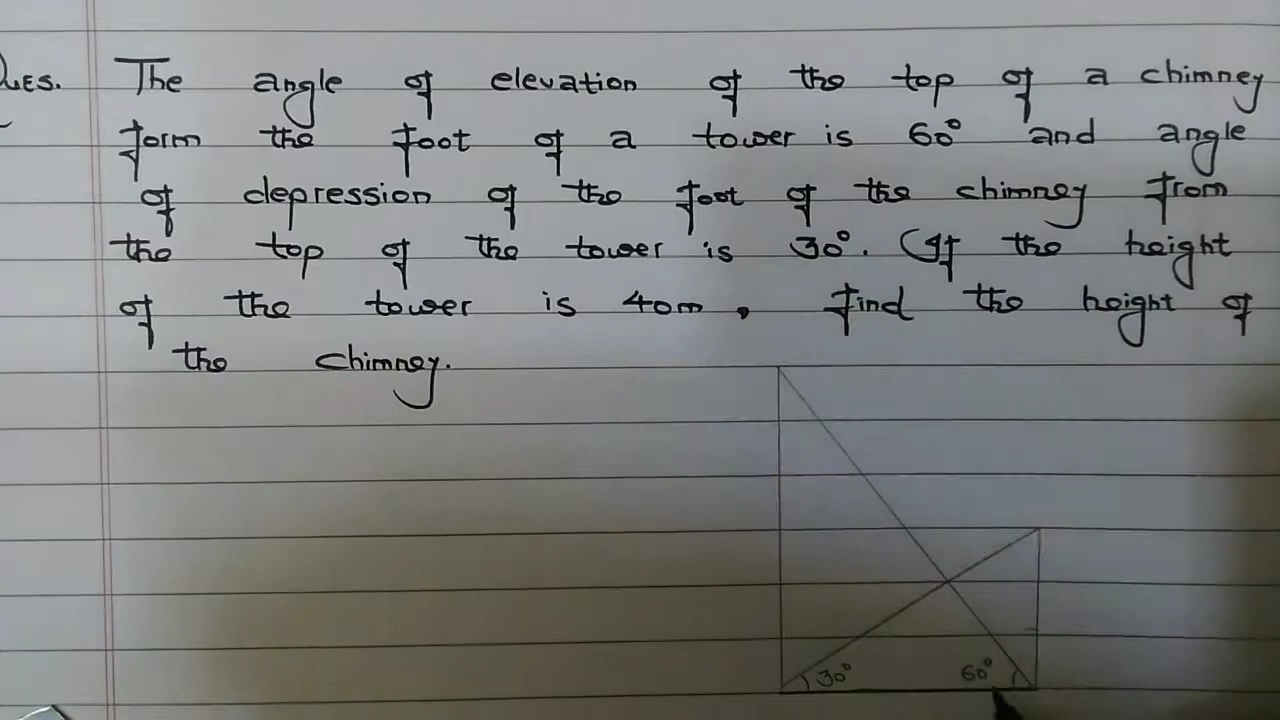 QUES. The angle of elevation of the top of a chimney
form the foot of a tower is 60° and angle
of depression of the foot of the chimney from
the top of the tower is 30°. (If the height
of the tower is 40m, find the height of
the chimney.
30° 60°